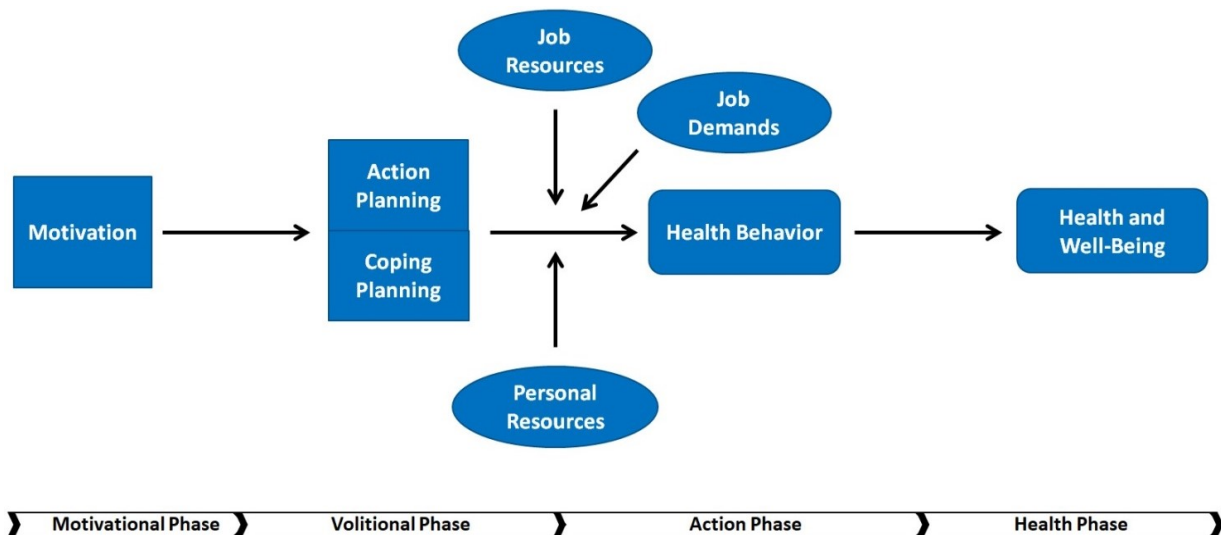 Job
Resources
Job
Demands
Action
Planning
Motivation
Health Behavior
Health and
Well-Being
Coping
Planning
Personal
Resources
Motivational Phase
Volitional Phase
Action Phase
Health Phase